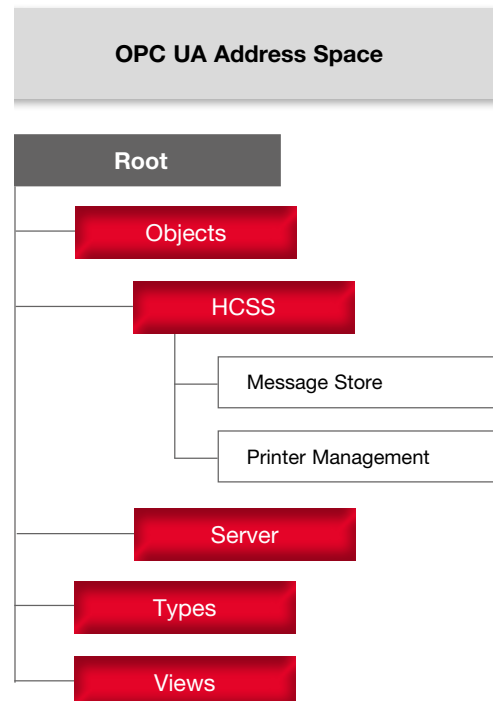 OPC UA Address Space
Root
Objects
HCSS
Message Store
Printer Management
Server
Types
Views